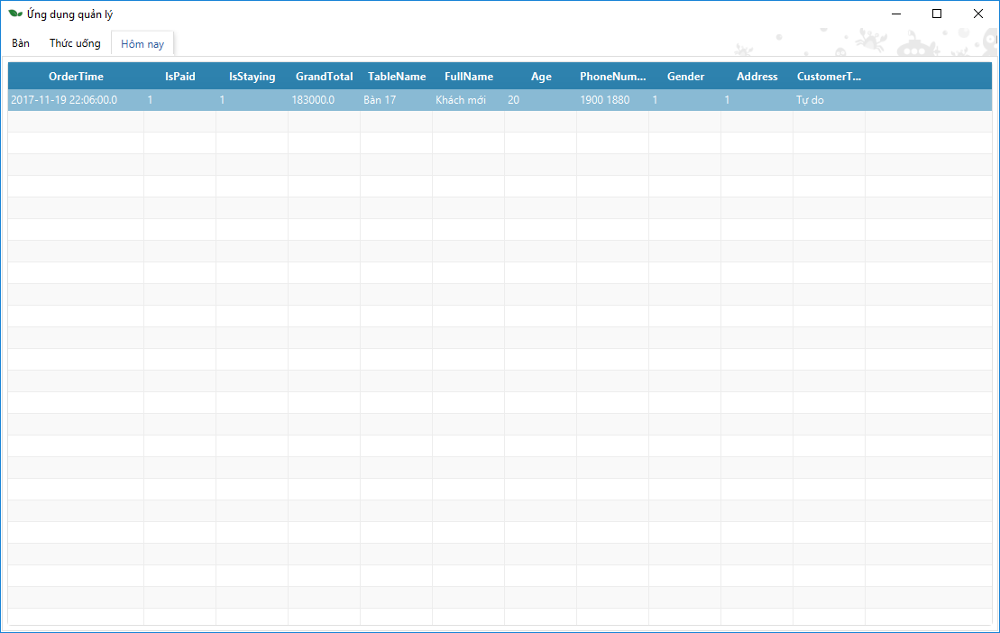 Ứng dụng quản lý
Bàn Thức uống Hôm nay
OrderTime IsPaid IsStaying GrandTotal TableName FullName Age PhoneNum... Gender Address CustomerT...
2017-11-19 22:06:00.0 1 1 183000.0 Bàn 17 Khách mới 20 1900 1880 1 1 Tự do